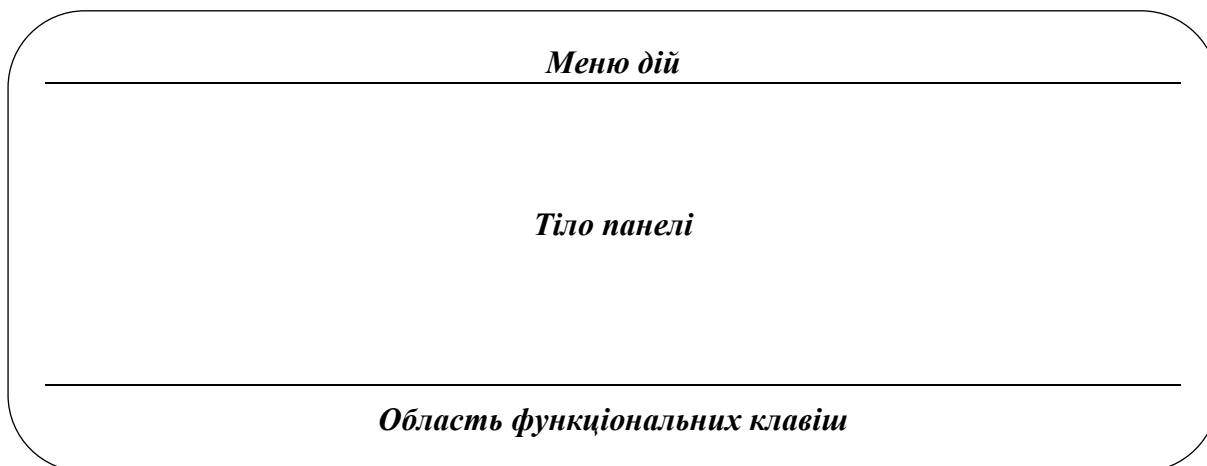 Меню дій
Тіло панелі
Область функціональних клавіш